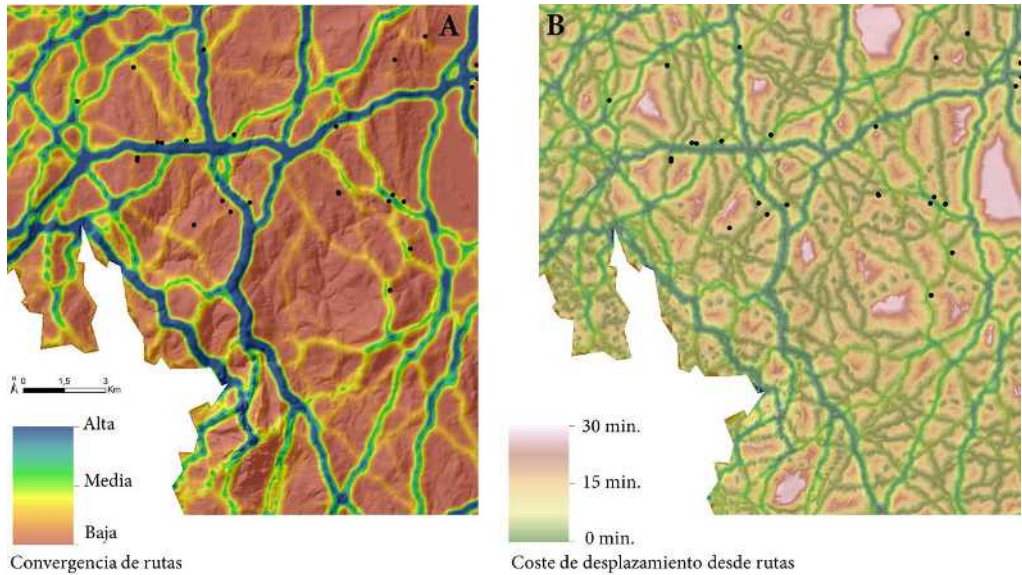 A
B
N
0 1,5 3
Km
Alta
Media
Baja
Convergencia de rutas
30 min.
15 min.
0 min.
Coste de desplazamiento desde rutas